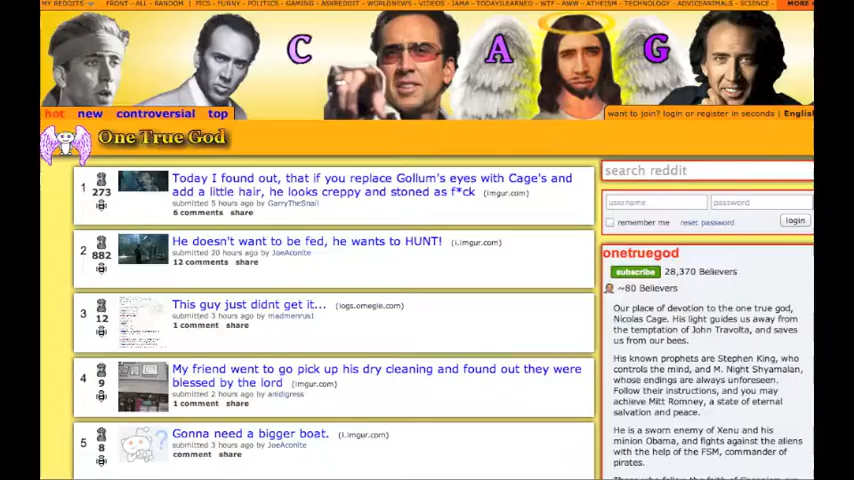 MY REDDITS FRONT - ALL - RANDOM | PICS - FUNNY - POLITICS - GAMING - ASKREDDIT - WORLDNEWS - VIDEOS - IAMA - TODAYILEARNED - WTF - AWW - ATHEISM - TECHNOLOGY - ADVICEANIMALS - SCIENCE - MORE
C A G
hot new controversial top
want to join? login or register in seconds | English
One True God
1
273
Today I found out, that if you replace Gollum's eyes with Cage's and
add a little hair, he looks creppy and stoned as f*ck (imgur.com)
submitted 5 hours ago by GarryTheSnail
6 comments share
2
882
He doesn't want to be fed, he wants to HUNT! (i.imgur.com)
submitted 20 hours ago by JoeAconite
12 comments share
3
12
This guy just didnt get it... (logs.omegle.com)
submitted 3 hours ago by madmenrus1
1 comment share
4
9
My friend went to go pick up his dry cleaning and found out they were
blessed by the lord (imgur.com)
submitted 2 hours ago by anidigress
1 comment share
5
8
Gonna need a bigger boat. (i.imgur.com)
submitted 3 hours ago by JoeAconite
comment share
search reddit
username password
remember me reset password login
onetruegod
subscribe 28,370 Believers
~80 Believers
Our place of devotion to the one true god,
Nicolas Cage. His light guides us away from
the temptation of John Travolta, and saves
us from our bees.
His known prophets are Stephen King, who
controls the mind, and M. Night Shyamalan,
whose endings are always unforeseen.
Follow their instructions, and you may
achieve Mitt Romney, a state of eternal
salvation and peace.
He is a sworn enemy of Xenu and his
minion Obama, and fights against the aliens
with the help of the FSM, commander of
pirates.